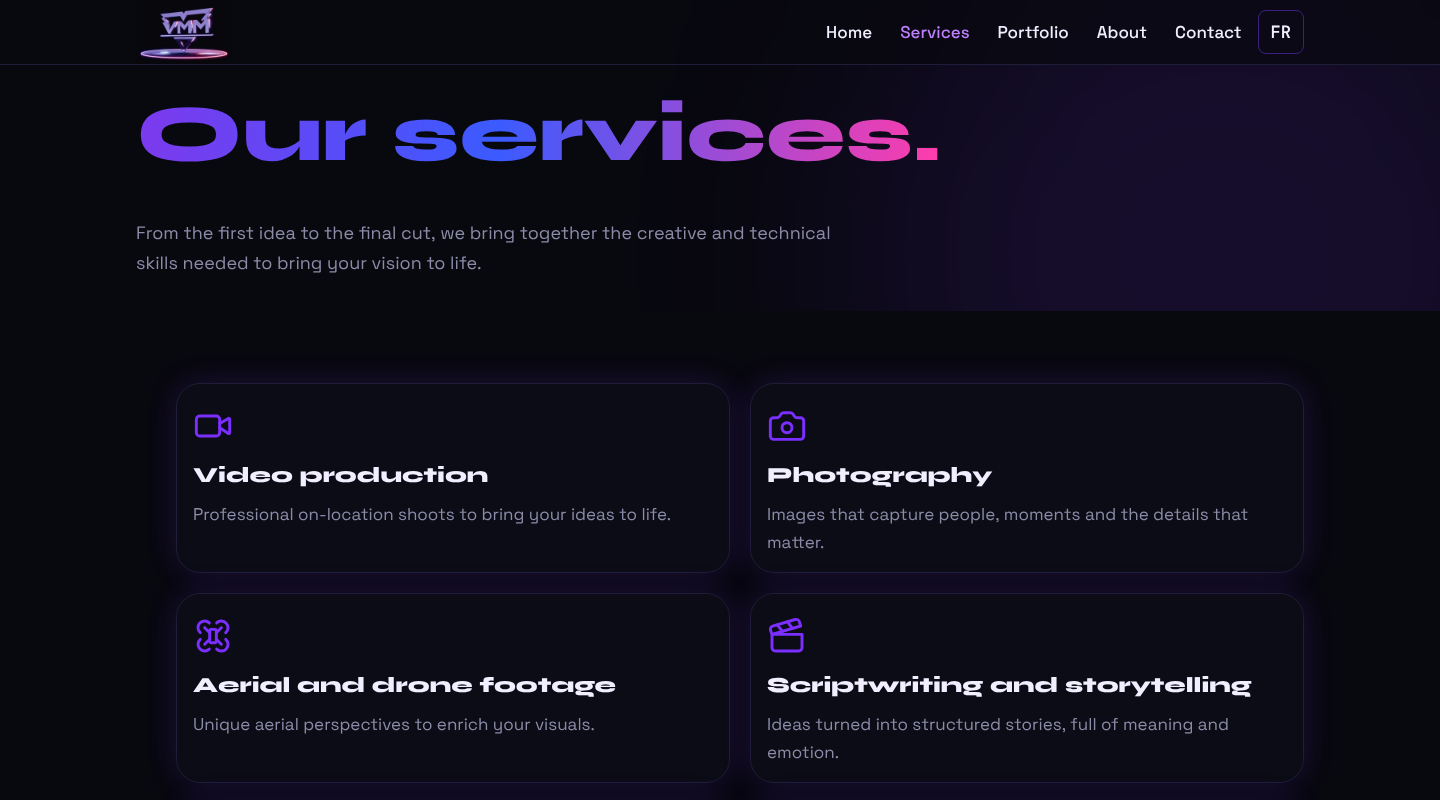 VMM
Home Services Portfolio About Contact FR
Our services.
From the first idea to the final cut, we bring together the creative and technical
skills needed to bring your vision to life.
Video production
Professional on-location shoots to bring your ideas to life.
Photography
Images that capture people, moments and the details that
matter.
Aerial and drone footage
Unique aerial perspectives to enrich your visuals.
Scriptwriting and storytelling
Ideas turned into structured stories, full of meaning and
emotion.